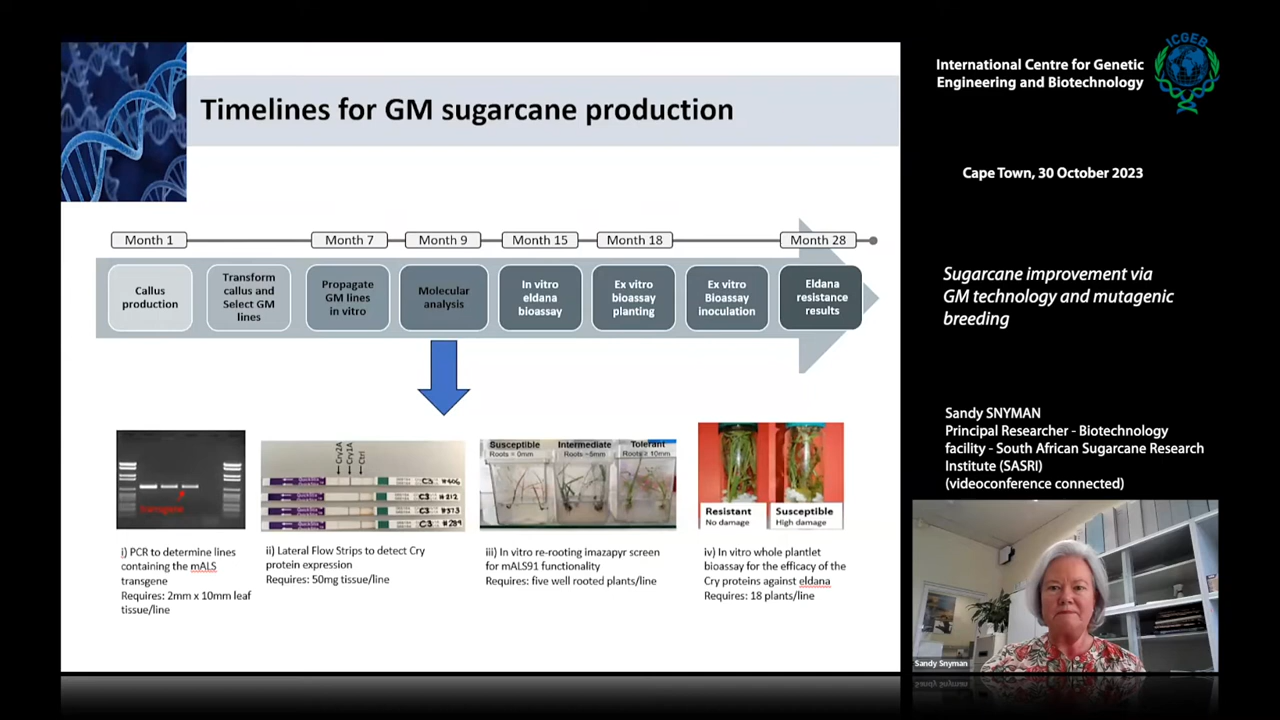 Timelines for GM sugarcane production
Month 1
Month 7
Month 9
Month 15
Month 18
Month 28
Callus
production
Transform
callus and
Select GM
lines
Propagate
GM lines
in vitro
Molecular
analysis
In vitro
eldana
bioassay
Ex vitro
bioassay
planting
Ex vitro
Bioassay
inoculation
Eldana
resistance
results
transgene
Cry2A
Cry1A
Ctrl
Susceptible
Roots = 0mm
Intermediate
Tolerant
Roots ≥ 10mm
Resistant
No damage
Susceptible
High damage
i) PCR to determine lines
containing the mALS
transgene
Requires: 2mm x 10mm leaf
tissue/line
ii) Lateral Flow Strips to detect Cry
protein expression
Requires: 50mg tissue/line
iii) In vitro re-rooting imazapyr screen
for mALS91 functionality
Requires: five well rooted plants/line
iv) In vitro whole plantlet
bioassay for the efficacy of the
Cry proteins against eldana
Requires: 18 plants/line
International Centre for Genetic
Engineering and Biotechnology
ICGEB
Cape Town, 30 October 2023
Sugarcane improvement via
GM technology and mutagenic
breeding
Sandy SNYMAN
Principal Researcher - Biotechnology
facility - South African Sugarcane Research
Institute (SASRI)
(videoconference connected)
Sandy Snyman